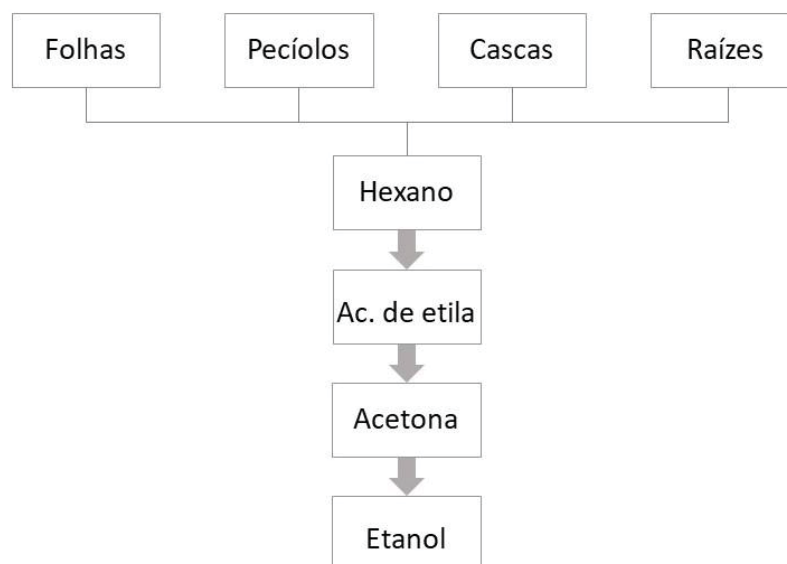 Folhas
Pecíolos
Cascas
Raízes
Hexano
Ac. de etila
Acetona
Etanol